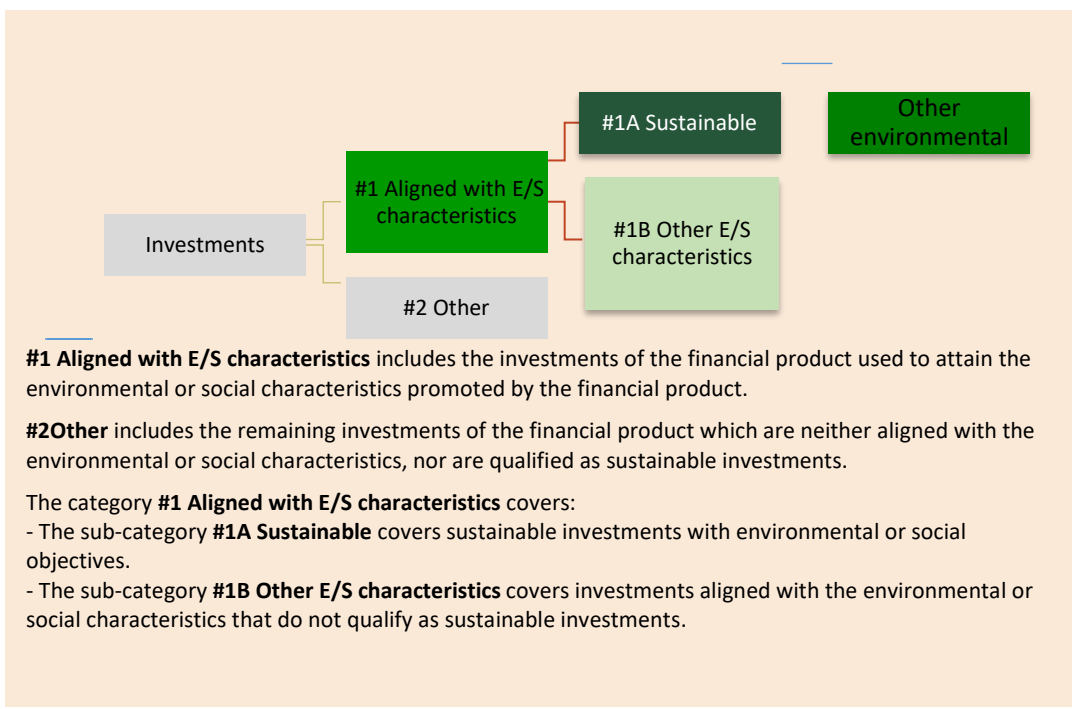 #1A Sustainable
Other
environmental
#1 Aligned with E/S
characteristics
#1B Other E/S
characteristics
Investments
#2 Other
#1 Aligned with E/S characteristics includes the investments of the financial product used to attain the
environmental or social characteristics promoted by the financial product.
#2Other includes the remaining investments of the financial product which are neither aligned with the
environmental or social characteristics, nor are qualified as sustainable investments.
The category #1 Aligned with E/S characteristics covers:
- The sub-category #1A Sustainable covers sustainable investments with environmental or social
objectives.
- The sub-category #1B Other E/S characteristics covers investments aligned with the environmental or
social characteristics that do not qualify as sustainable investments.